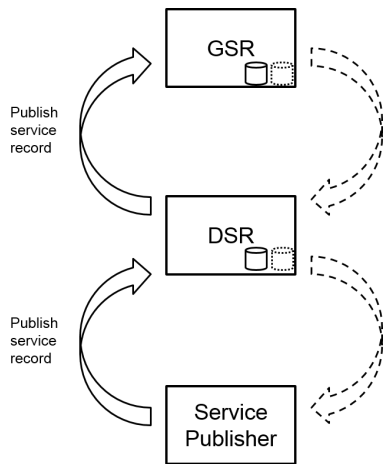 GSR
Publish
service
record
DSR
Publish
service
record
Service
Publisher